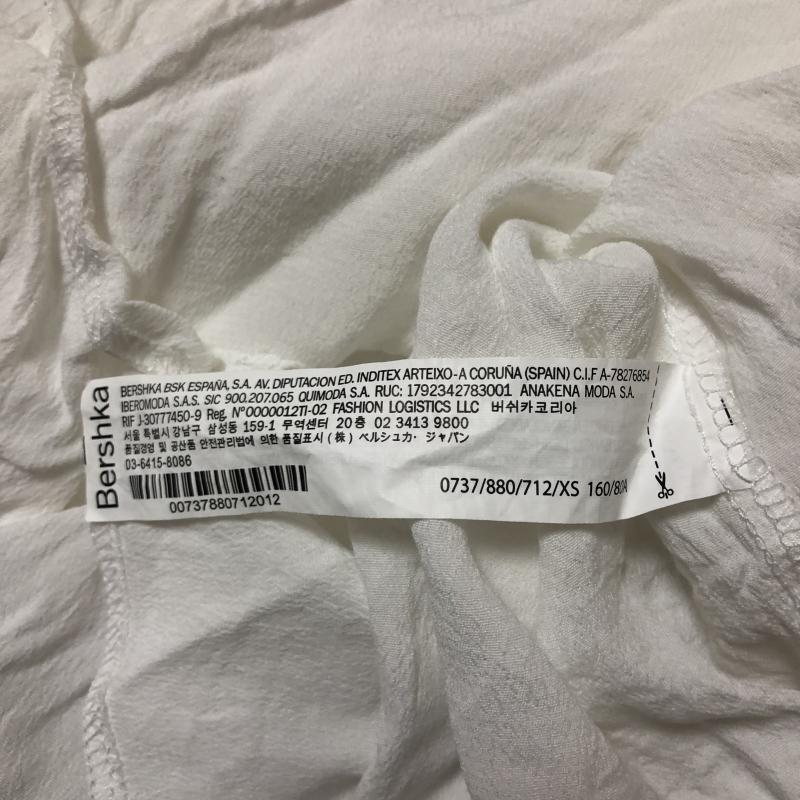 Bershka
BERSHKA BSK ESPAÑA, S.A. AV. DIPUTACION ED. INDITEX ARTEIXO-A CORUÑA (SPAIN) C.I.F A-78276854
IBEROMODA S.A.S. SIC 900.207.065 QUIMODA S.A. RUC: 1792342783001 ANAKENA MODA S.A.
RIF J-30777450-9 Reg. N°0000012TI-02 FASHION LOGISTICS LLC 버쉬카코리아
서울 특별시 강남구 삼성동 159-1 무역센터 20층 02 3413 9800
품질경영 및 공산품 안전관리법에 의한 품질표시 (株) ベルシュカ・ ジャパン
03-6415-8086
00737880712012
0737/880/712/XS 160/80A